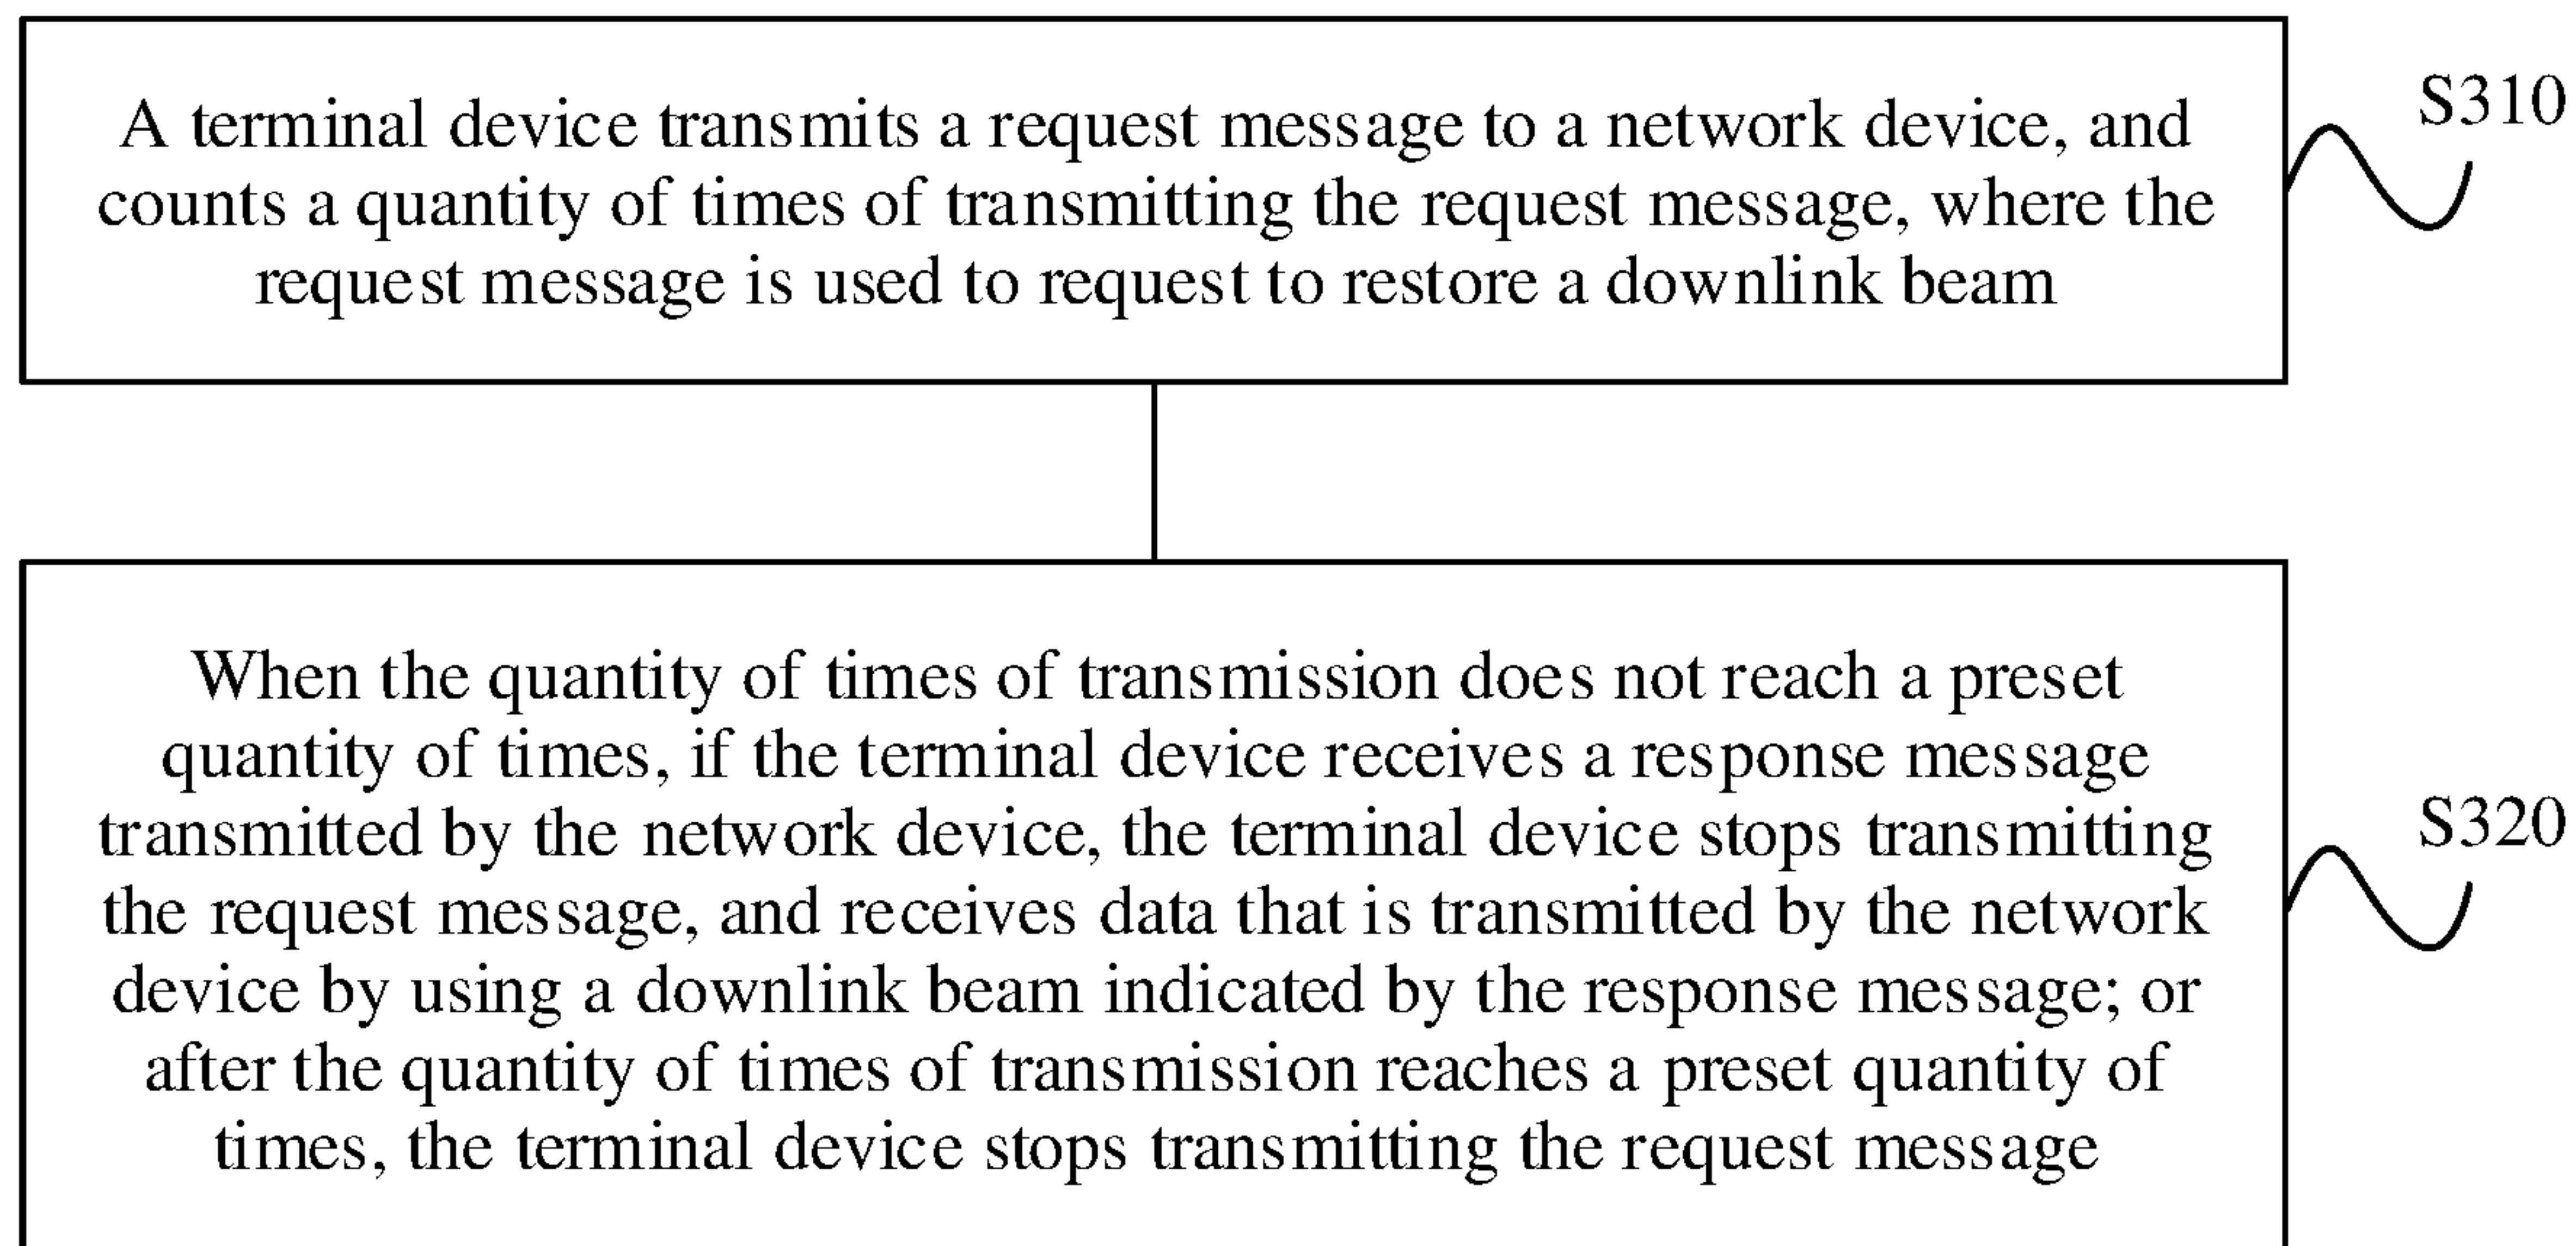 A terminal device transmits a request message to a network device, and
counts a quantity of times of transmitting the request message, where the
request message is used to request to restore a downlink beam
S310
When the quantity of times of transmission does not reach a preset
quantity of times, if the terminal device receives a response message
transmitted by the network device, the terminal device stops transmitting
the request message, and receives data that is transmitted by the network
device by using a downlink beam indicated by the response message; or
after the quantity of times of transmission reaches a preset quantity of
times, the terminal device stops transmitting the request message
S320